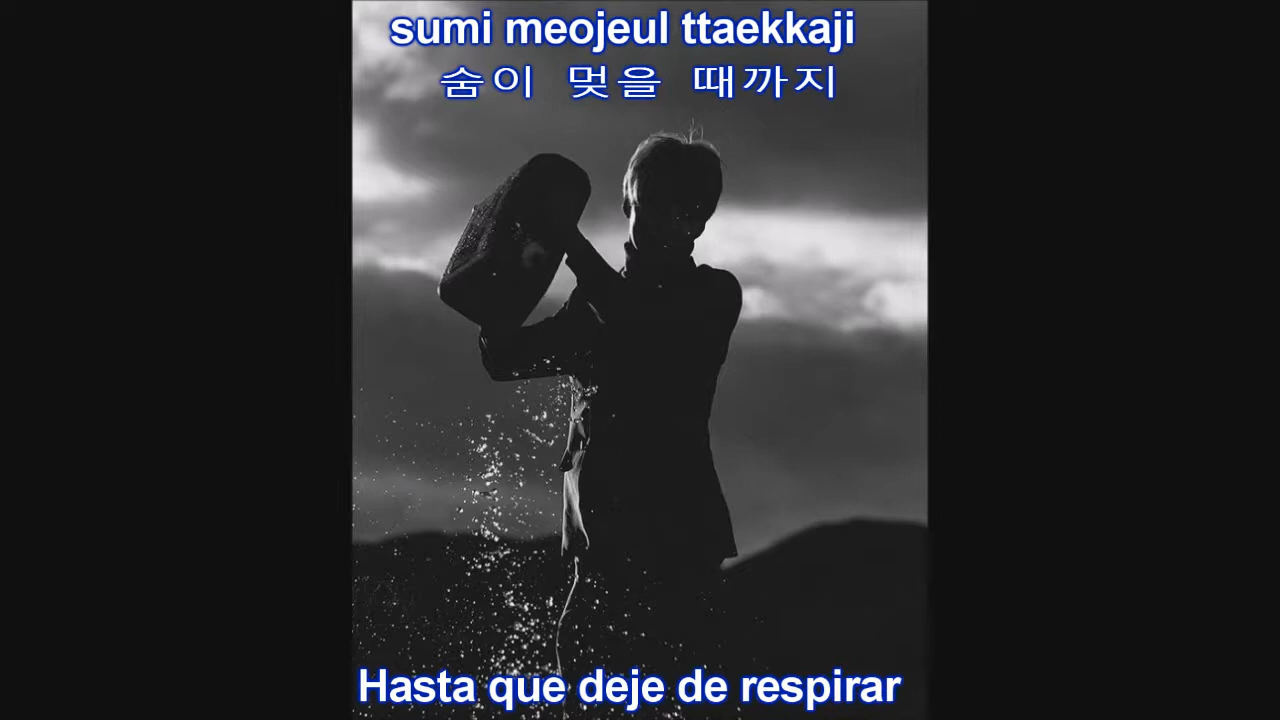 sumi meojeul ttaekkaji
숨이 멎을 때까지
Hasta que deje de respirar